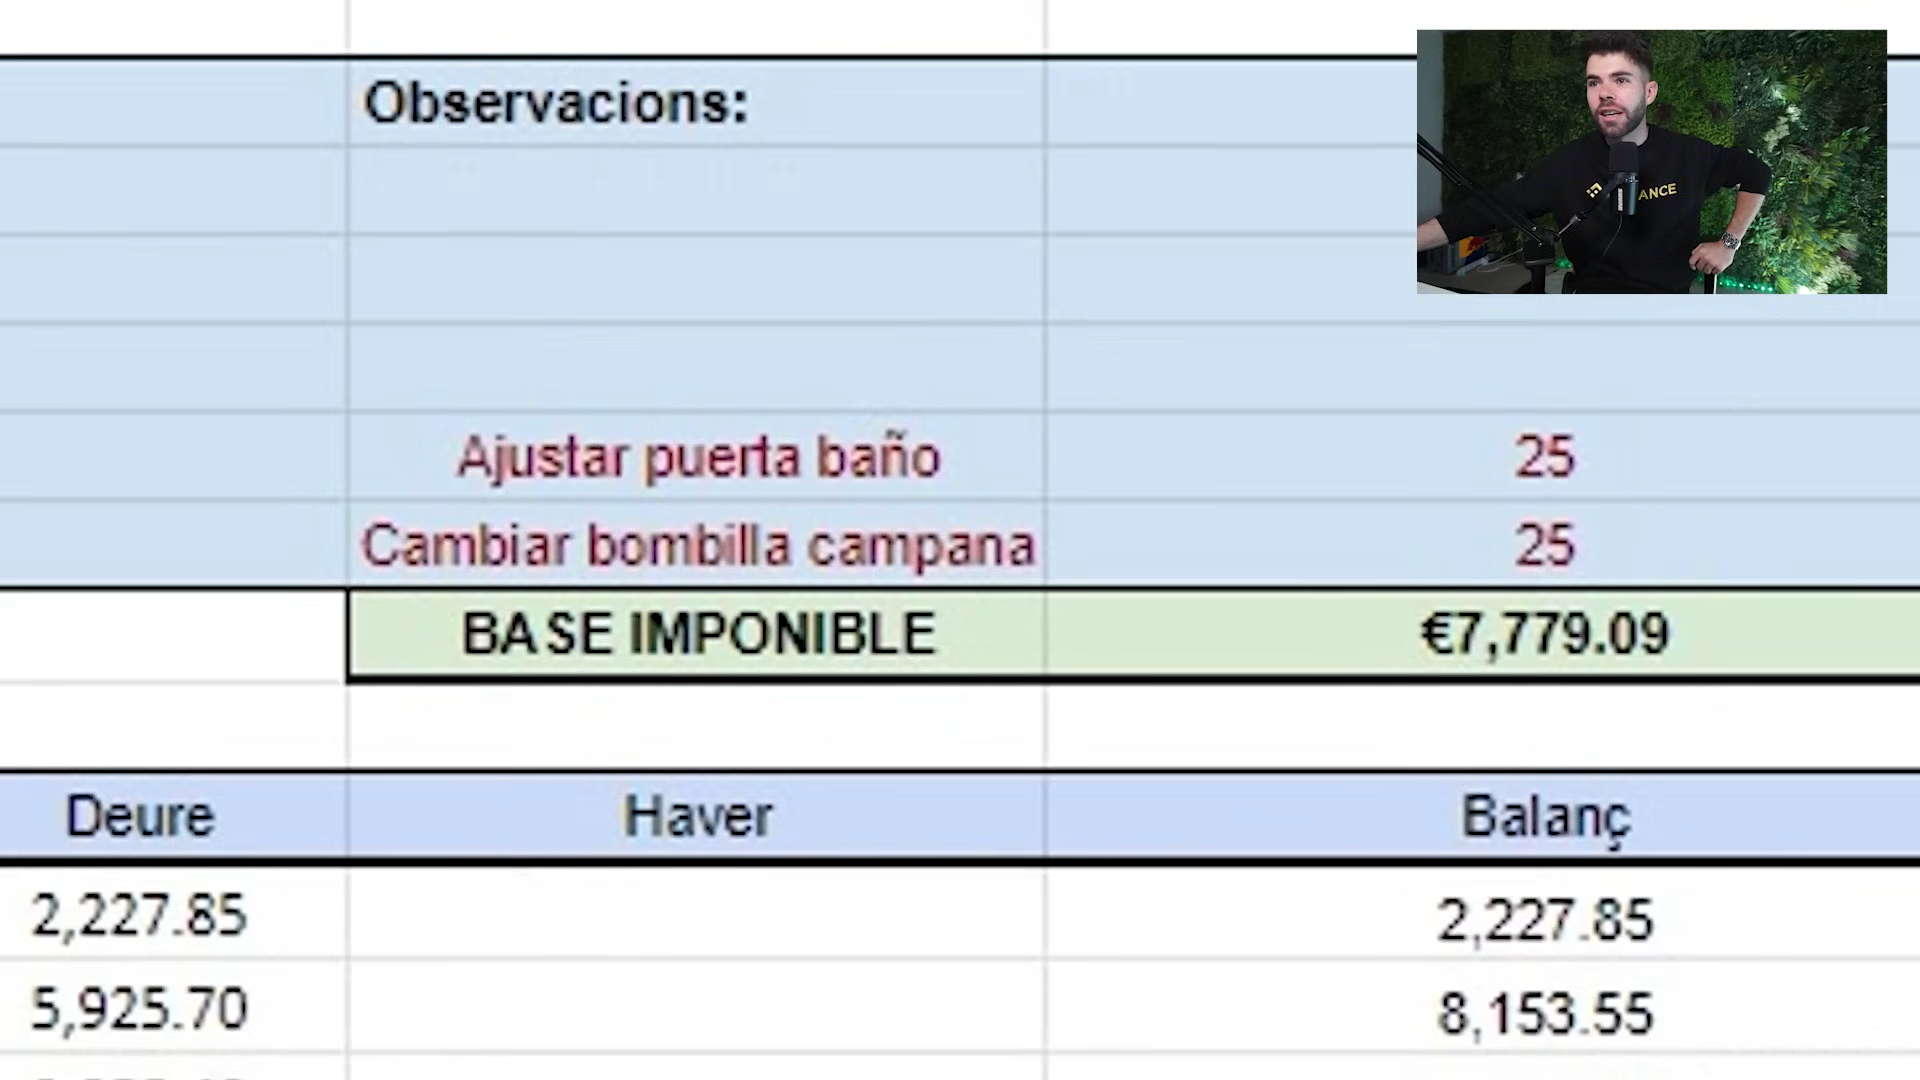 Observacions:
ANCE
Ajustar puerta baño 25
Cambiar bombilla campana 25
BASE IMPONIBLE €7,779.09
Deure Haver Balanç
2,227.85 2,227.85
5,925.70 8,153.55